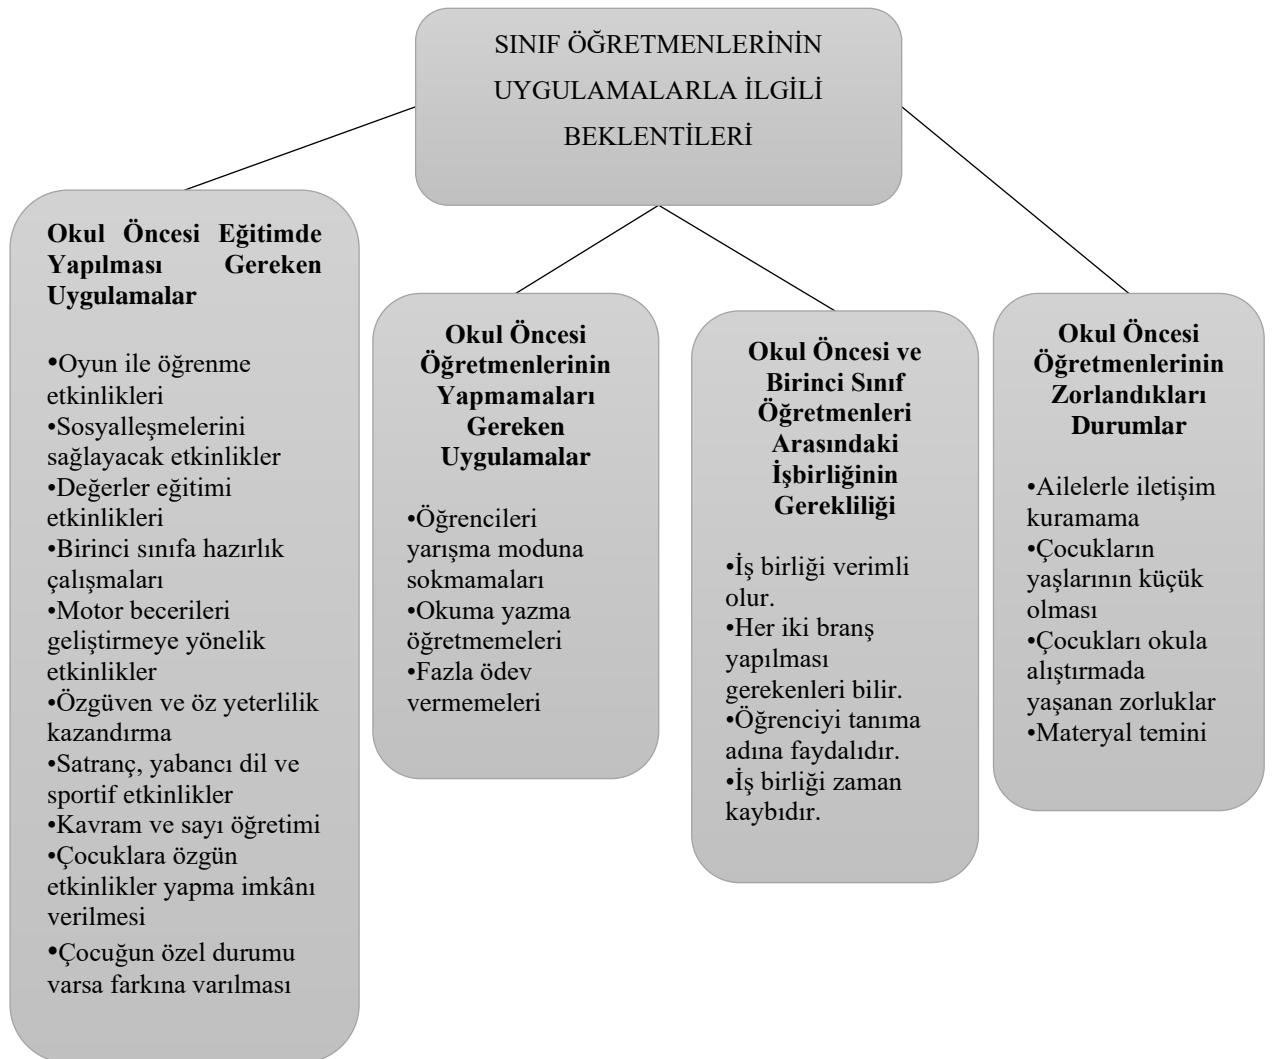 SINIF ÖĞRETMENLERİNİN
UYGULAMALARLA İLGİLİ
BEKLENTİLERİ
Okul Öncesi Eğitimde
Yapılması Gereken
Uygulamalar
•Oyun ile öğrenme
etkinlikleri
•Sosyalleşmelerini
sağlayacak etkinlikler
•Değerler eğitimi
etkinlikleri
•Birinci sınıfa hazırlık
çalışmaları
•Motor becerileri
geliştirmeye yönelik
etkinlikler
•Özgüven ve öz yeterlilik
kazandırma
•Satranç, yabancı dil ve
sportif etkinlikler
•Kavram ve sayı öğretimi
•Çocuklara özgün
etkinlikler yapma imkânı
verilmesi
•Çocuğun özel durumu
varsa farkına varılması
Okul Öncesi
Öğretmenlerinin
Yapmamaları
Gereken
Uygulamalar
•Öğrencileri
yarışma moduna
sokmamaları
•Okuma yazma
öğretmemeleri
•Fazla ödev
vermemeleri
Okul Öncesi ve
Birinci Sınıf
Öğretmenleri
Arasındaki
İşbirliğinin
Gerekliliği
•İş birliği verimli
olur.
•Her iki branş
yapılması
gerekenleri bilir.
•Öğrenciyi tanıma
adına faydalıdır.
•İş birliği zaman
kaybıdır.
Okul Öncesi
Öğretmenlerinin
Zorlandıkları
Durumlar
•Ailelerle iletişim
kuramama
•Çocukların
yaşlarının küçük
olması
•Çocukları okula
alıştırmada
yaşanan zorluklar
•Materyal temini